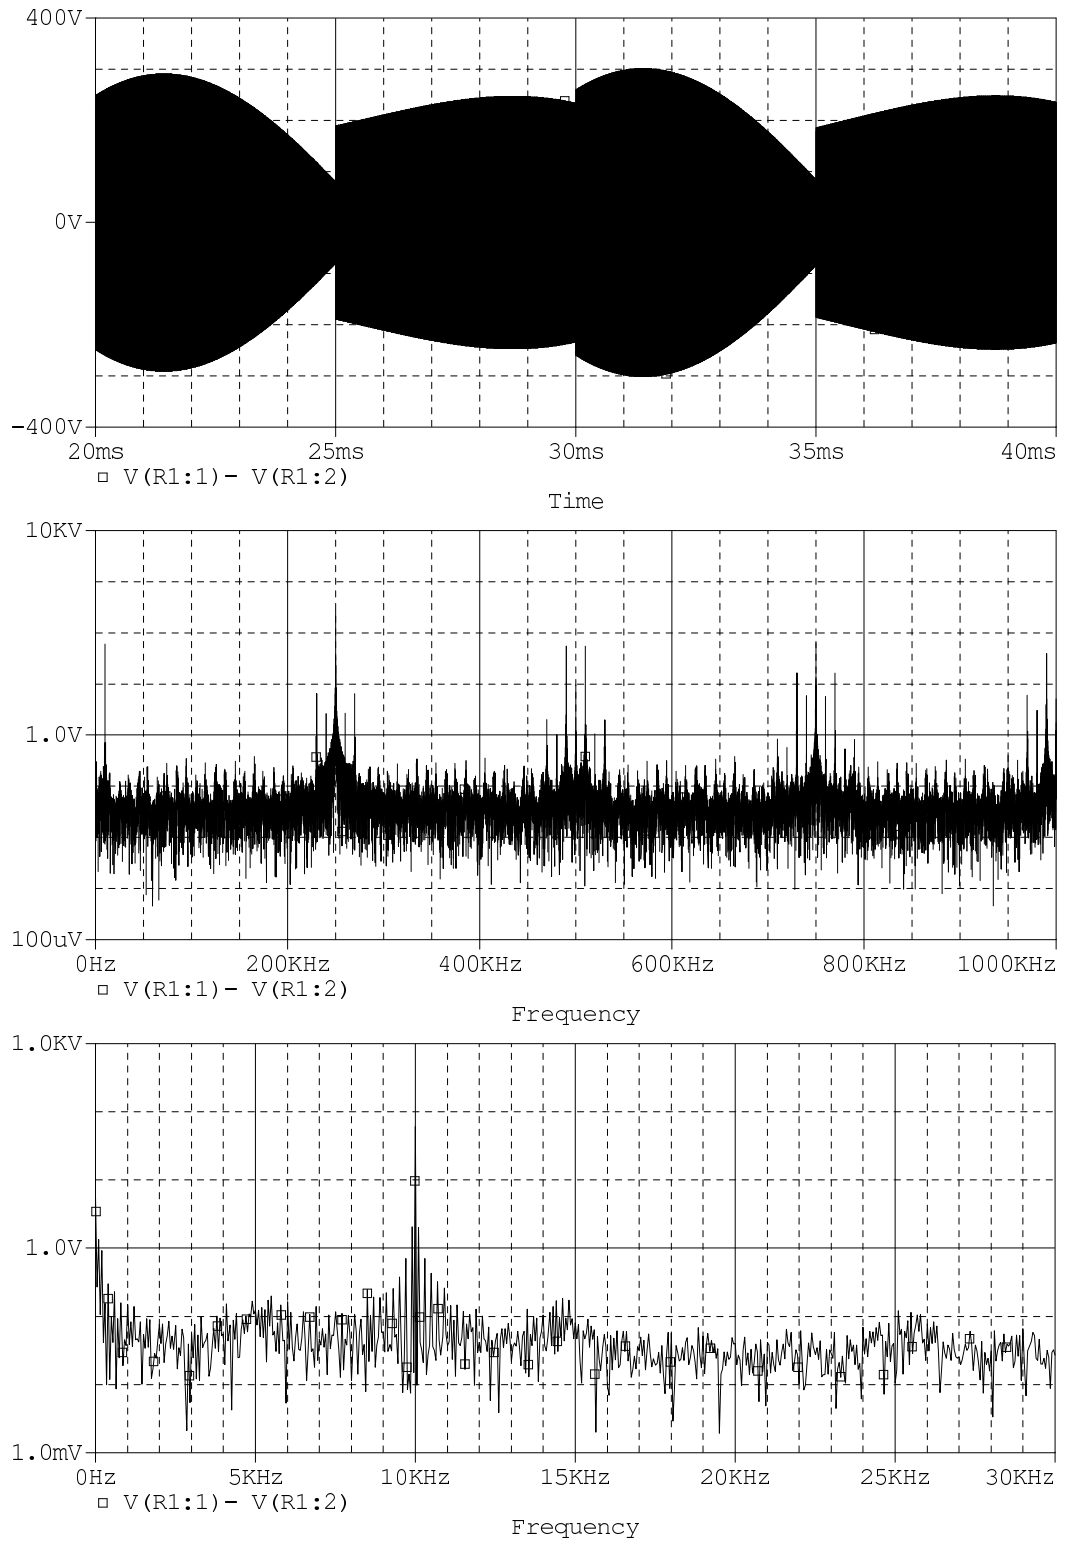 400V
0V
-400V
20ms 25ms 30ms 35ms 40ms
V(R1:1)- V(R1:2)
Time
10KV
1.0V
100uV
0Hz 200KHz 400KHz 600KHz 800KHz 1000KHz
V(R1:1)- V(R1:2)
Frequency
1.0KV
1.0V
1.0mV
0Hz 5KHz 10KHz 15KHz 20KHz 25KHz 30KHz
V(R1:1)- V(R1:2)
Frequency